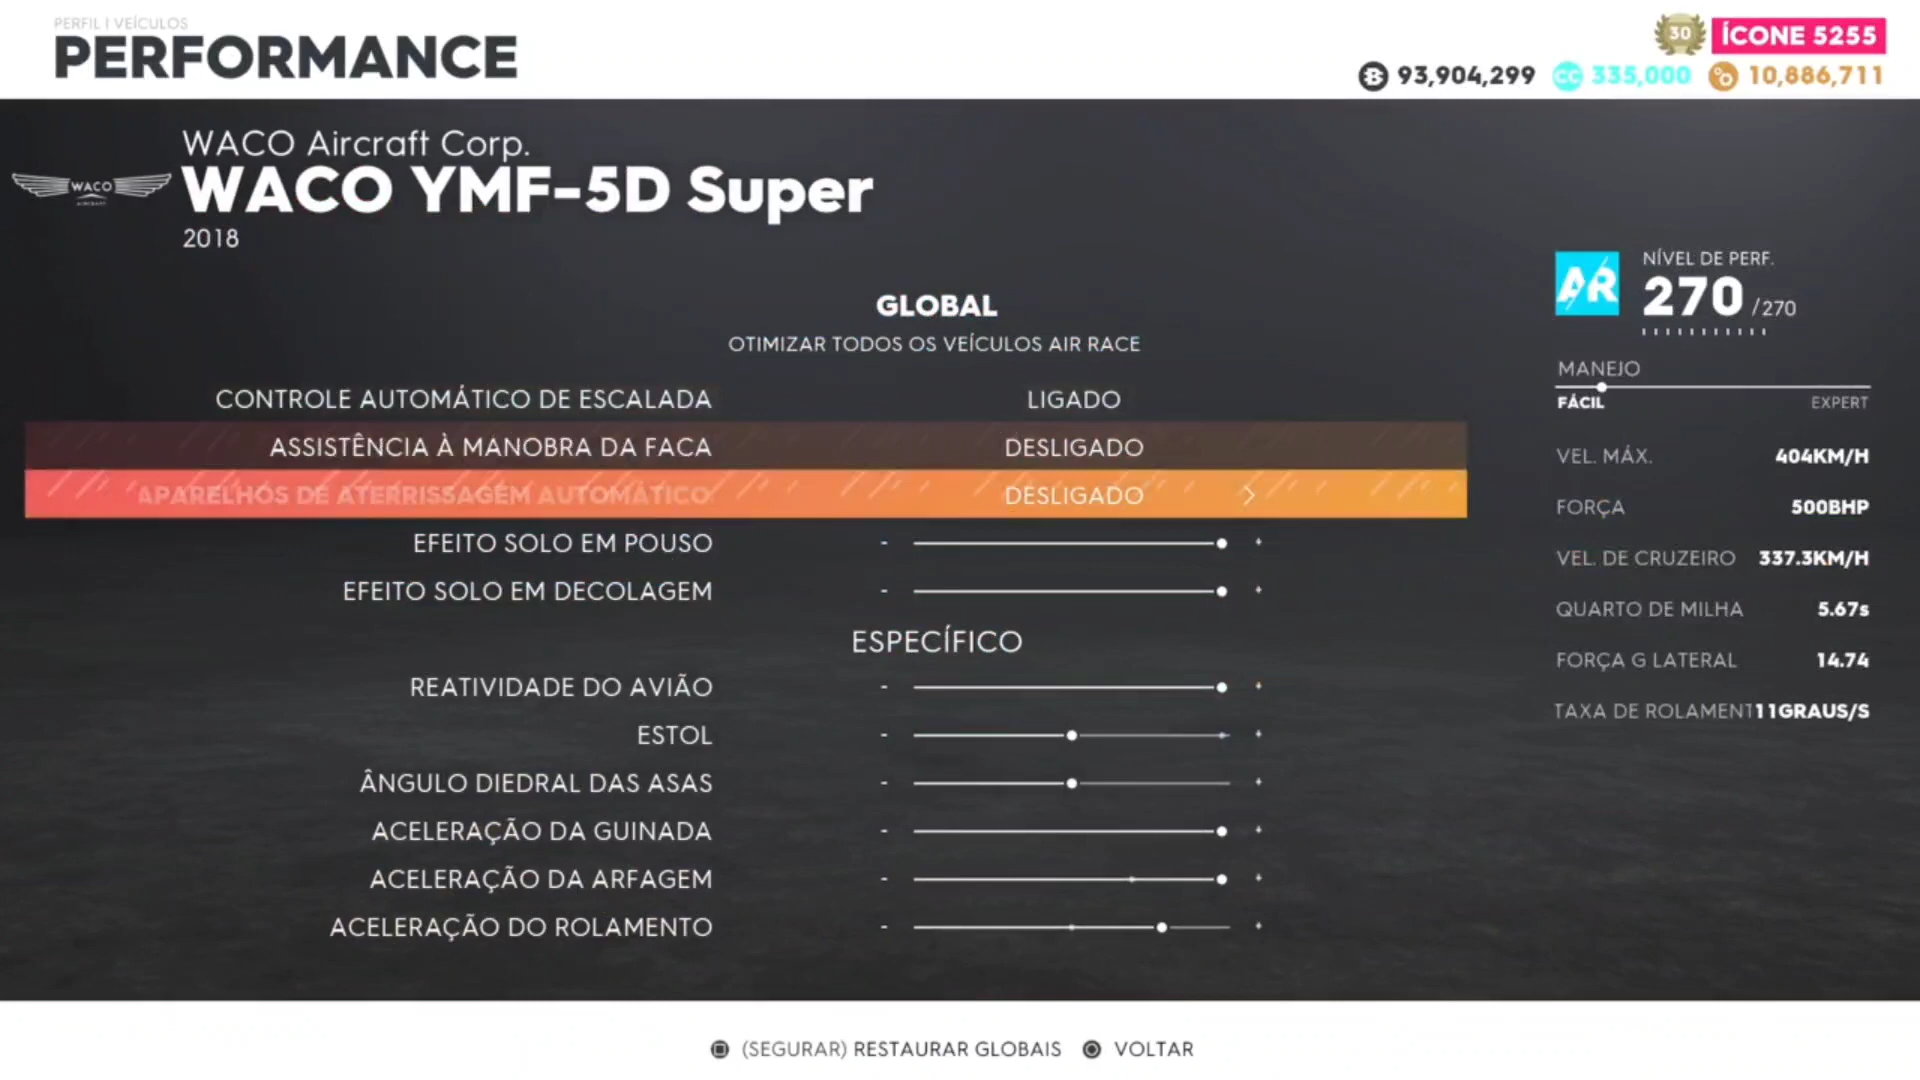 PERFIL | VEÍCULOS
PERFORMANCE
30 ÍCONE 5255
93,904,299 CC 335,000 10,886,711
WACO Aircraft Corp.
WACO
WACO YMF-5D Super
2018
AR
NÍVEL DE PERF.
270 /270
GLOBAL
OTIMIZAR TODOS OS VEÍCULOS AIR RACE
CONTROLE AUTOMÁTICO DE ESCALADA LIGADO
ASSISTÊNCIA À MANOBRA DA FACA DESLIGADO
APARELHOS DE ATERRISSAGEM AUTOMÁTICO DESLIGADO >
EFEITO SOLO EM POUSO - +
EFEITO SOLO EM DECOLAGEM - +
ESPECÍFICO
REATIVIDADE DO AVIÃO - +
ESTOL - +
ÂNGULO DIEDRAL DAS ASAS - +
ACELERAÇÃO DA GUINADA - +
ACELERAÇÃO DA ARFAGEM - +
ACELERAÇÃO DO ROLAMENTO - +
MANEJO
FÁCIL EXPERT
VEL. MÁX. 404KM/H
FORÇA 500BHP
VEL. DE CRUZEIRO 337.3KM/H
QUARTO DE MILHA 5.67s
FORÇA G LATERAL 14.74
TAXA DE ROLAMENT11GRAUS/S
(SEGURAR) RESTAURAR GLOBAIS VOLTAR